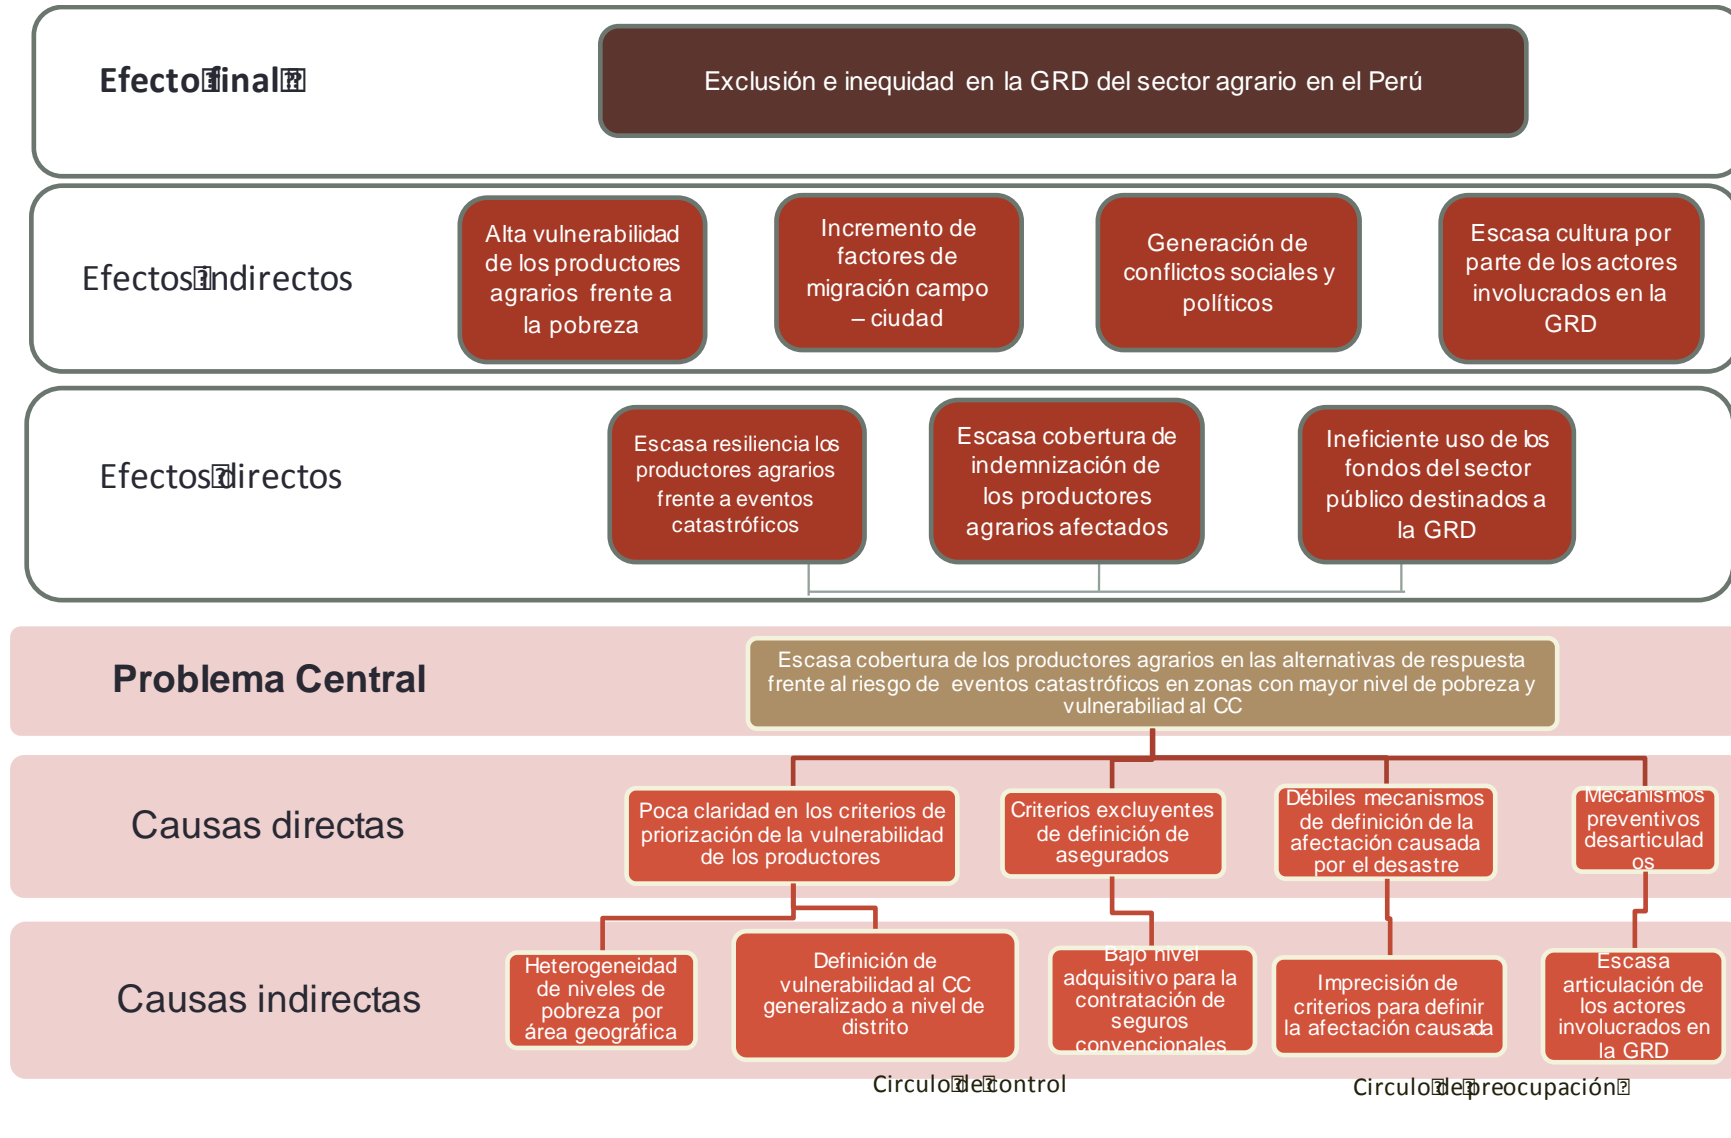 Efecto final
Exclusión e inequidad en la GRD del sector agrario en el Perú
Efectos indirectos
Alta vulnerabilidad
de los productores
agrarios frente a
la pobreza
Incremento de
factores de
migración campo
– ciudad
Generación de
conflictos sociales y
políticos
Escasa cultura por
parte de los actores
involucrados en la
GRD
Efectos directos
Escasa resiliencia los
productores agrarios
frente a eventos
catastróficos
Escasa cobertura de
indemnización de
los productores
agrarios afectados
Ineficiente uso de los
fondos del sector
público destinados a
la GRD
Problema Central
Escasa cobertura de los productores agrarios en las alternativas de respuesta
frente al riesgo de eventos catastróficos en zonas con mayor nivel de pobreza y
vulnerabiliad al CC
Causas directas
Poca claridad en los criterios de
priorización de la vulnerabilidad
de los productores
Criterios excluyentes
de definición de
asegurados
Débiles mecanismos
de definición de la
afectación causada
por el desastre
Mecanismos
preventivos
desarticulad
os
Causas indirectas
Heterogeneidad
de niveles de
pobreza por
área geográfica
Definición de
vulnerabilidad al CC
generalizado a nivel de
distrito
Bajo nivel
adquisitivo para la
contratación de
seguros
convencionales
Imprecisión de
criterios para definir
la afectación causada
Escasa
articulación de
los actores
involucrados en
la GRD
Circulo de control
Circulo de preocupación